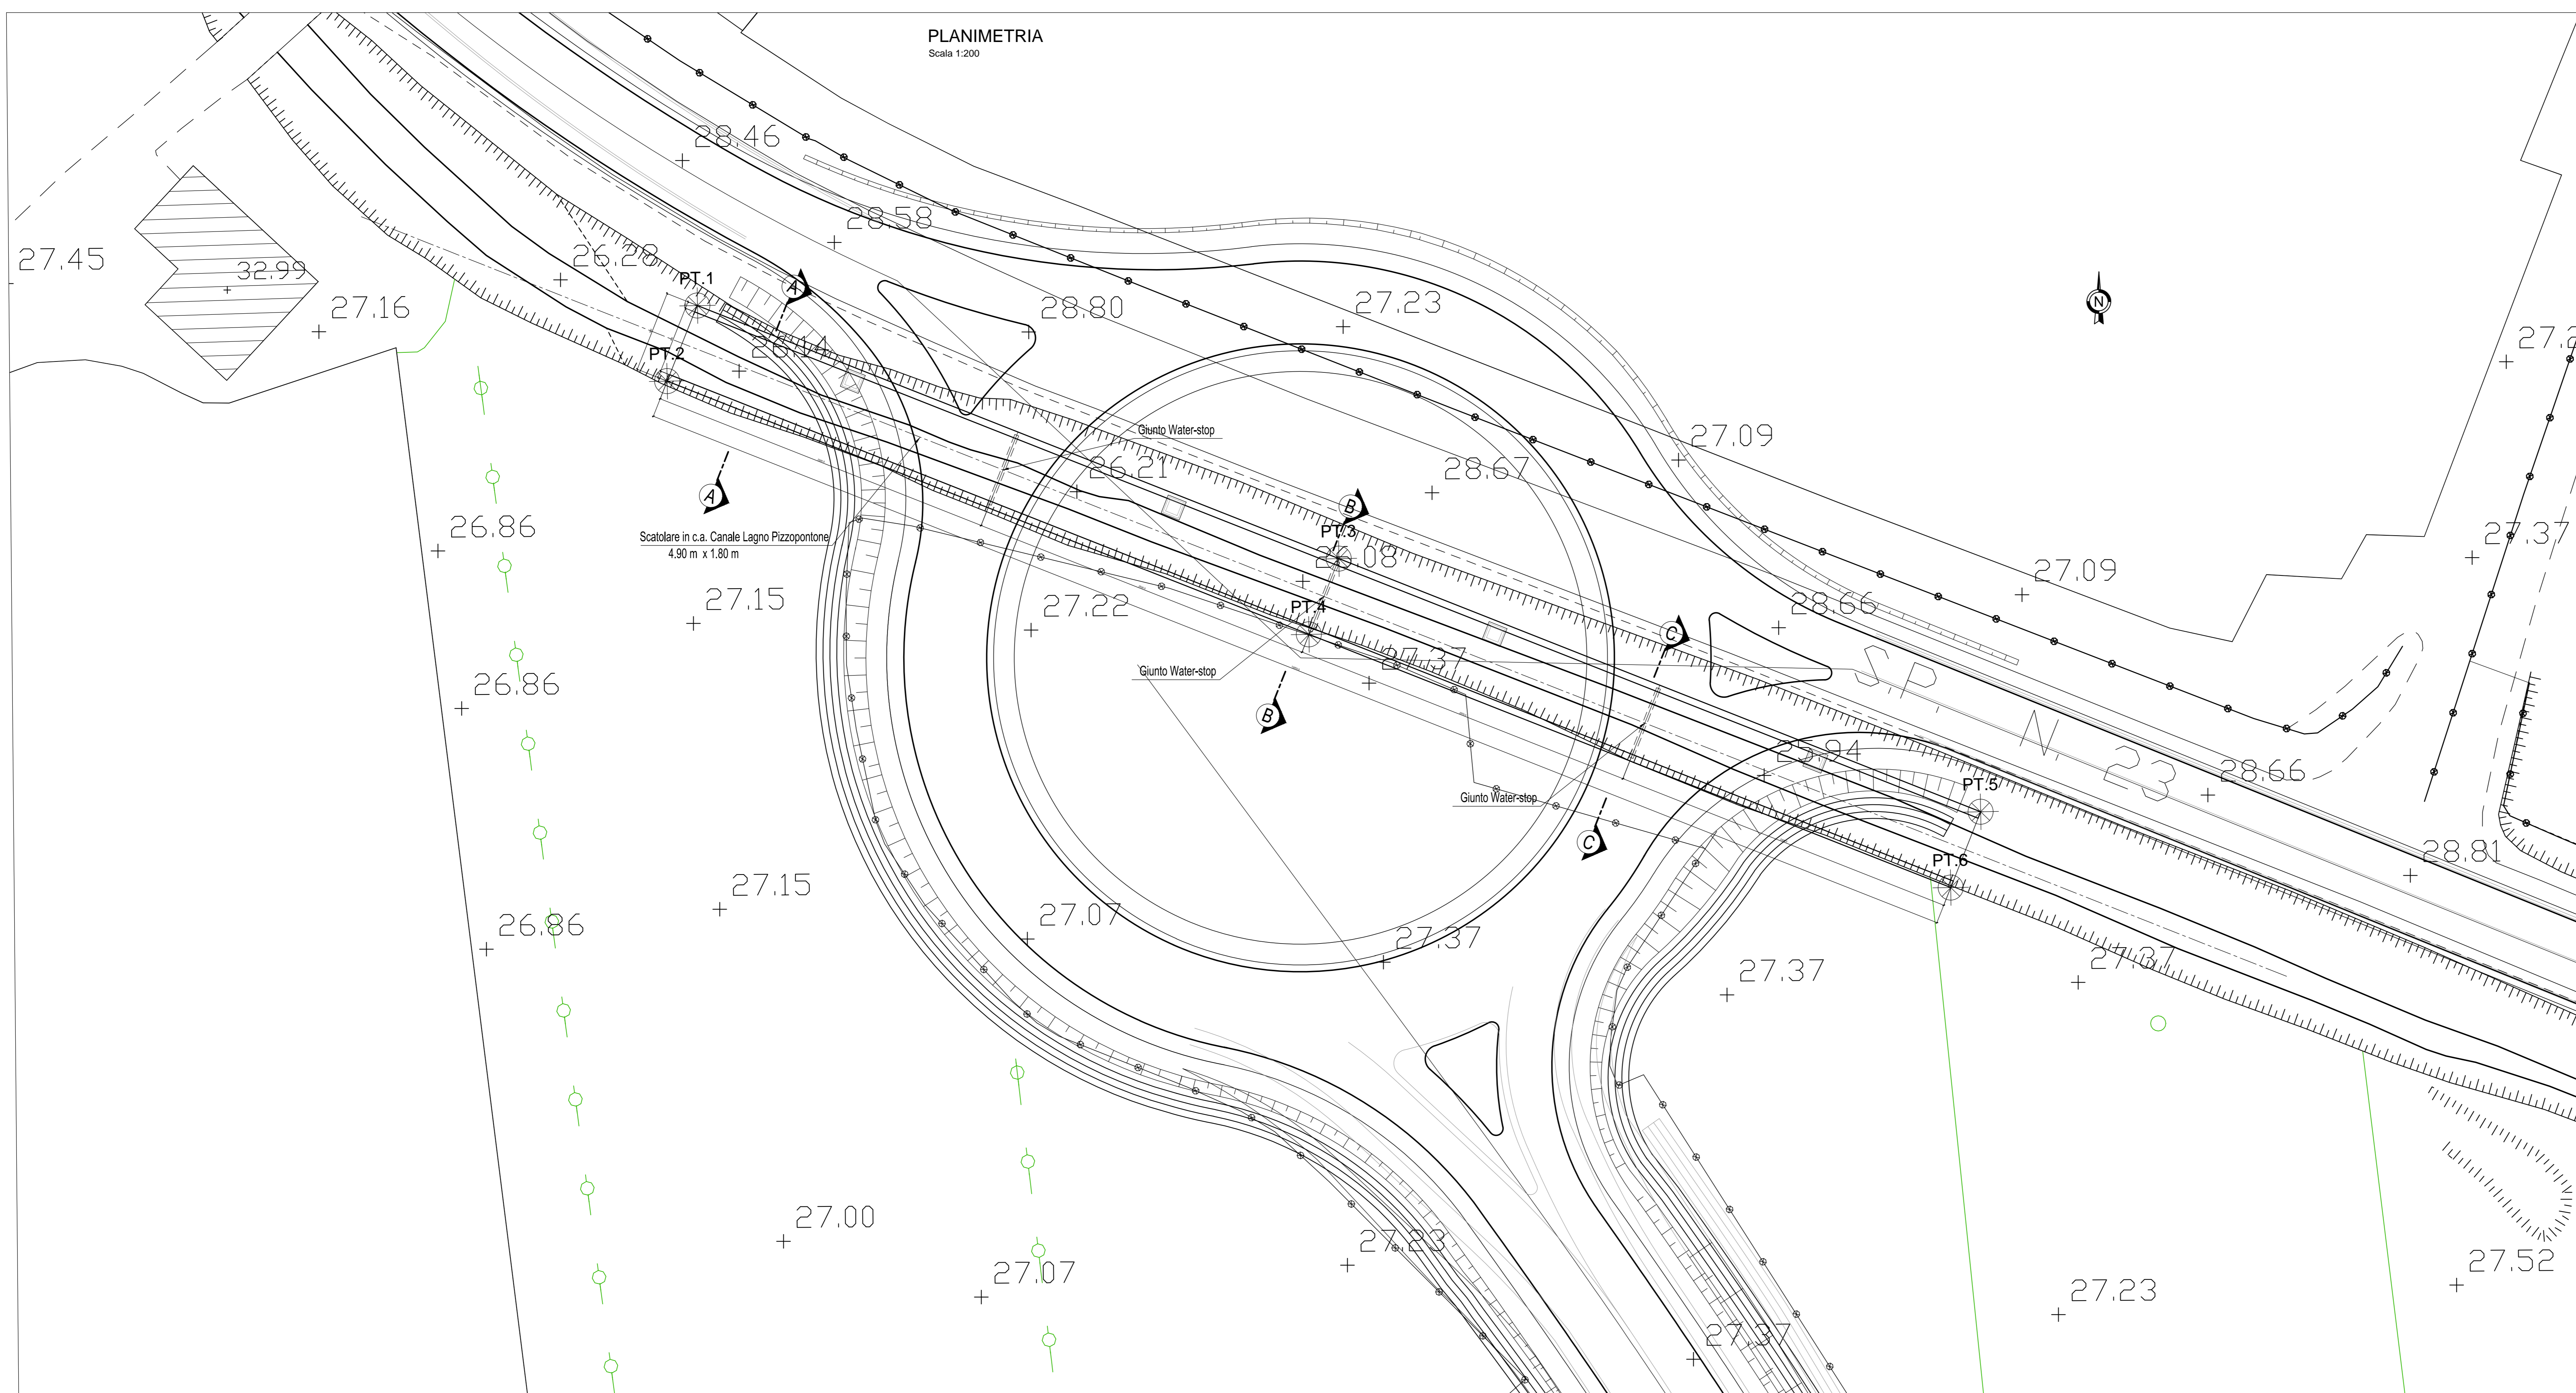 PLANIMETRIA
Scala 1:200
28.46
28.58
27.45
26.28
32.99
PT.1
A
27.16
28.80
27.23
N
26.14
PT.2
27.09
Giunto Water-stop
26.21
28.67
A
B
26.86
Scatolare in c.a. Canale Lagno Pizzopontone
4.90 m x 1.80 m
PT.3
27.37
27.09
27.15
27.22
PT.4
28.66
C
27.37
Giunto Water-stop
26.86
B
S.P. N. 23
25.94
28.66
PT.5
Giunto Water-stop
C
28.81
PT.6
27.15
27.07
26.86
27.37
27.37
27.37
27.00
27.23
27.07
27.52
27.23
27.37